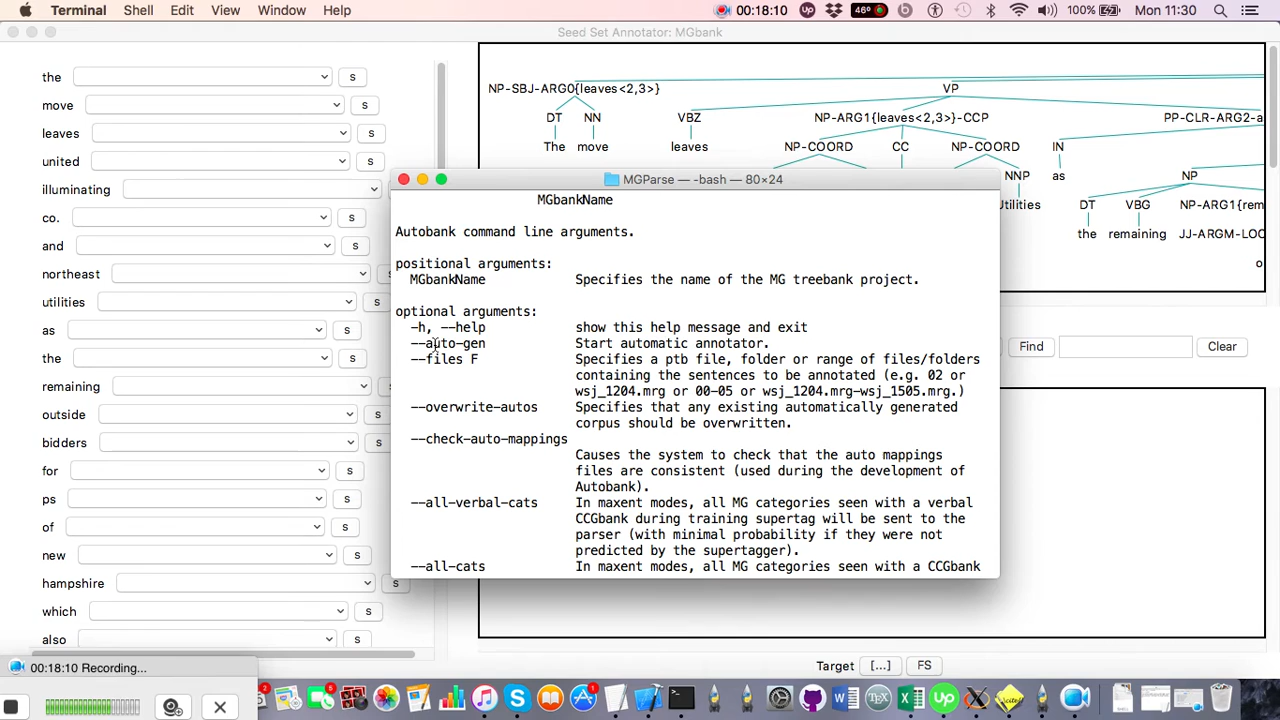 Terminal Shell Edit View Window Help 00:18:10 46° 100% Mon 11:30
Seed Set Annotator: MGbank
the s
move s
leaves s
united s
illuminating
co. s
and s
northeast
utilities s
as s
the s
remaining
outside s
bidders s
for s
ps s
of s
new s
hampshire s
which s
also s
NP-SBJ-ARG0{leaves<2,3>} VP
DT NN VBZ NP-ARG1{leaves<2,3>}-CCP PP-CLR-ARG2-a
The move leaves NP-COORD CC NP-COORD IN
NNP as NP
Utilities DT VBG NP-ARG1{rem
the remaining JJ-ARGM-LOC
o
Find Clear
Target [...] FS
MGParse — -bash — 80×24
MGbankName
Autobank command line arguments.
positional arguments:
MGbankName Specifies the name of the MG treebank project.
optional arguments:
-h, --help show this help message and exit
--auto-gen Start automatic annotator.
--files F Specifies a ptb file, folder or range of files/folders
containing the sentences to be annotated (e.g. 02 or
wsj_1204.mrg or 00-05 or wsj_1204.mrg-wsj_1505.mrg.)
--overwrite-autos Specifies that any existing automatically generated
corpus should be overwritten.
--check-auto-mappings
Causes the system to check that the auto mappings
files are consistent (used during the development of
Autobank).
--all-verbal-cats In maxent modes, all MG categories seen with a verbal
CCGbank during training supertag will be sent to the
parser (with minimal probability if they were not
predicted by the supertagger).
--all-cats In maxent modes, all MG categories seen with a CCGbank
00:18:10 Recording...